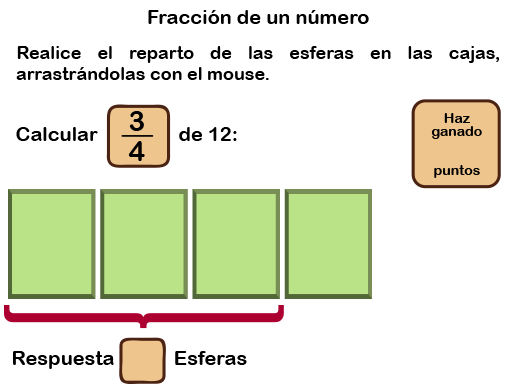 Fracción de un número
Realice el reparto de las esferas en las cajas,
arrastrándolas con el mouse.
Calcular 3/4 de 12:
Haz
ganado
puntos
Respuesta Esferas